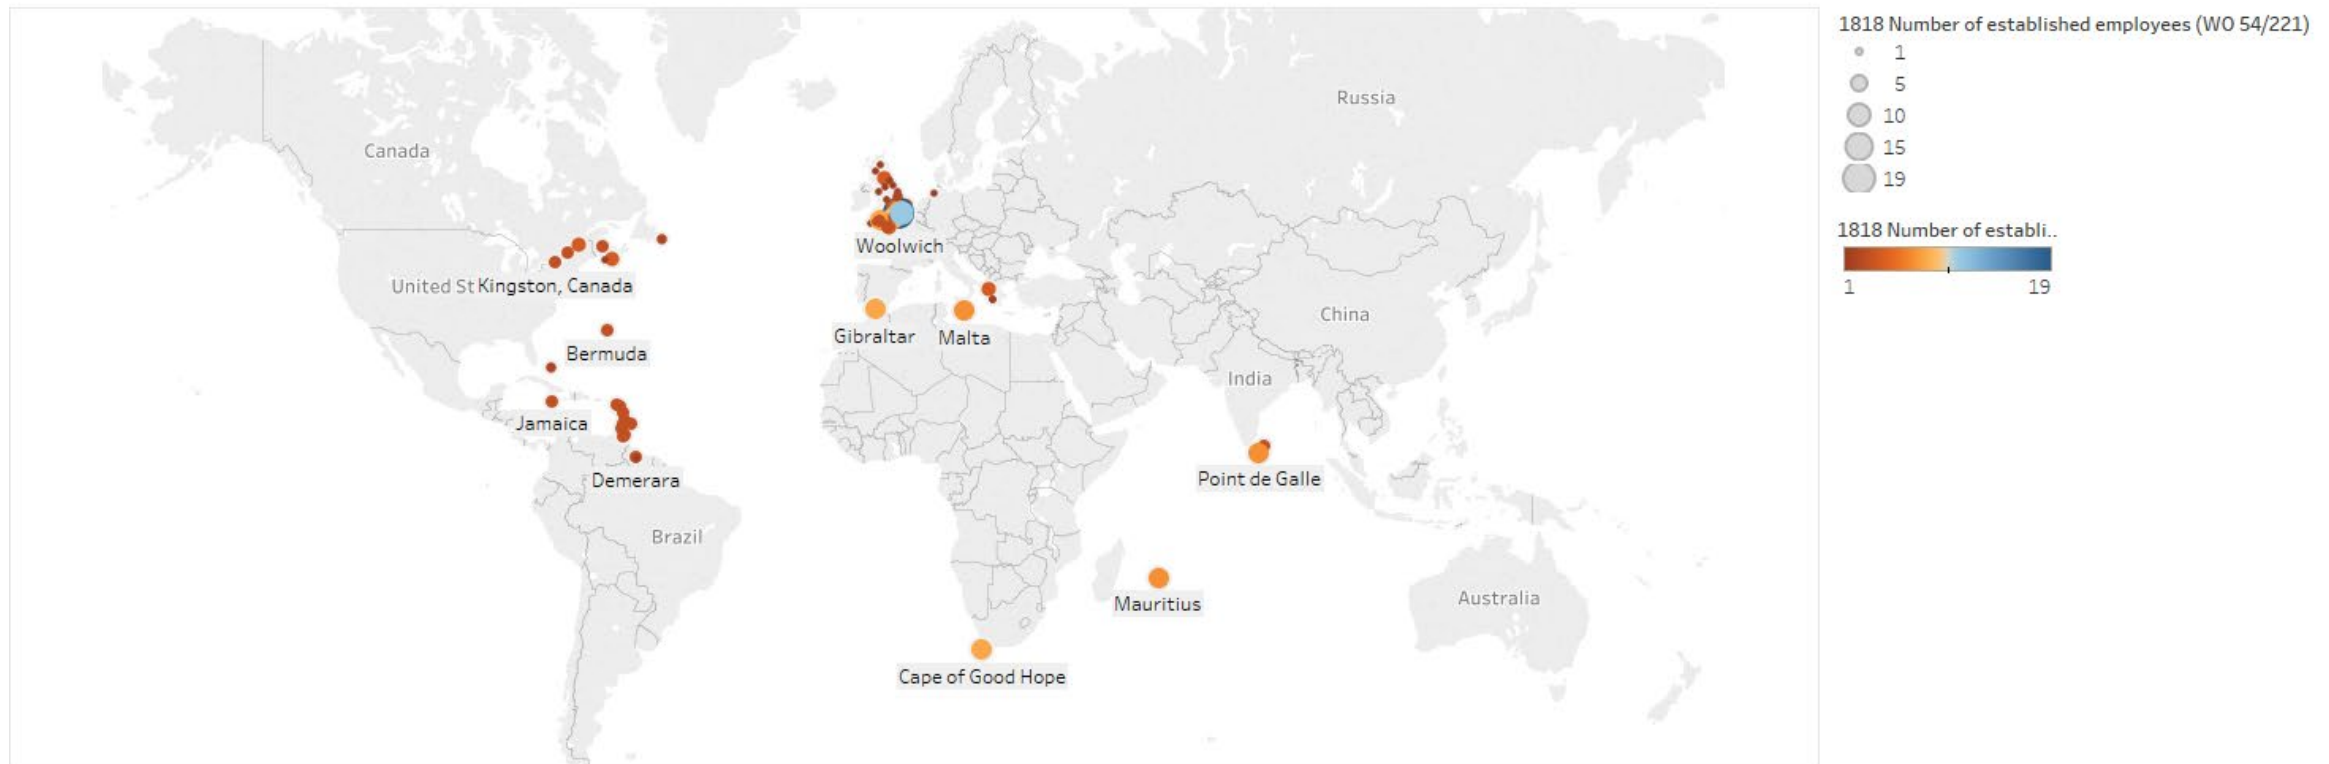 1818 Number of established employees (WO 54/221)
1
5
10
15
19
1818 Number of establi..
1
19
Russia
Canada
Woolwich
United St
Kingston, Canada
China
Gibraltar
Malta
Bermuda
India
Jamaica
Demerara
Point de Galle
Brazil
Mauritius
Australia
Cape of Good Hope